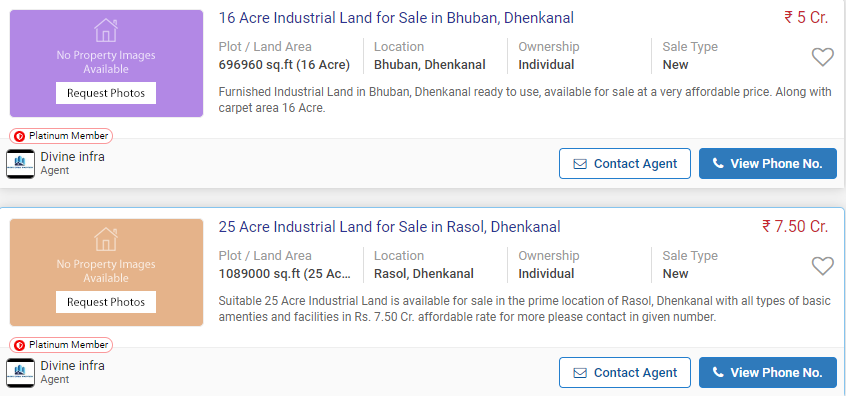 16 Acre Industrial Land for Sale in Bhuban, Dhenkanal
₹ 5 Cr.
No Property Images
Available
Request Photos
Plot / Land Area
Location
Ownership
Sale Type
696960 sq.ft (16 Acre)
Bhuban, Dhenkanal
Individual
New
Furnished Industrial Land in Bhuban, Dhenkanal ready to use, available for sale at a very affordable price. Along with
carpet area 16 Acre.
Platinum Member
Divine infra
Agent
Contact Agent
View Phone No.
25 Acre Industrial Land for Sale in Rasol, Dhenkanal
₹ 7.50 Cr.
No Property Images
Available
Request Photos
Plot / Land Area
Location
Ownership
Sale Type
1089000 sq.ft (25 Ac...
Rasol, Dhenkanal
Individual
New
Suitable 25 Acre Industrial Land is available for sale in the prime location of Rasol, Dhenkanal with all types of basic
amenties and facilities in Rs. 7.50 Cr. affordable rate for more please contact in given number.
Platinum Member
Divine infra
Agent
Contact Agent
View Phone No.